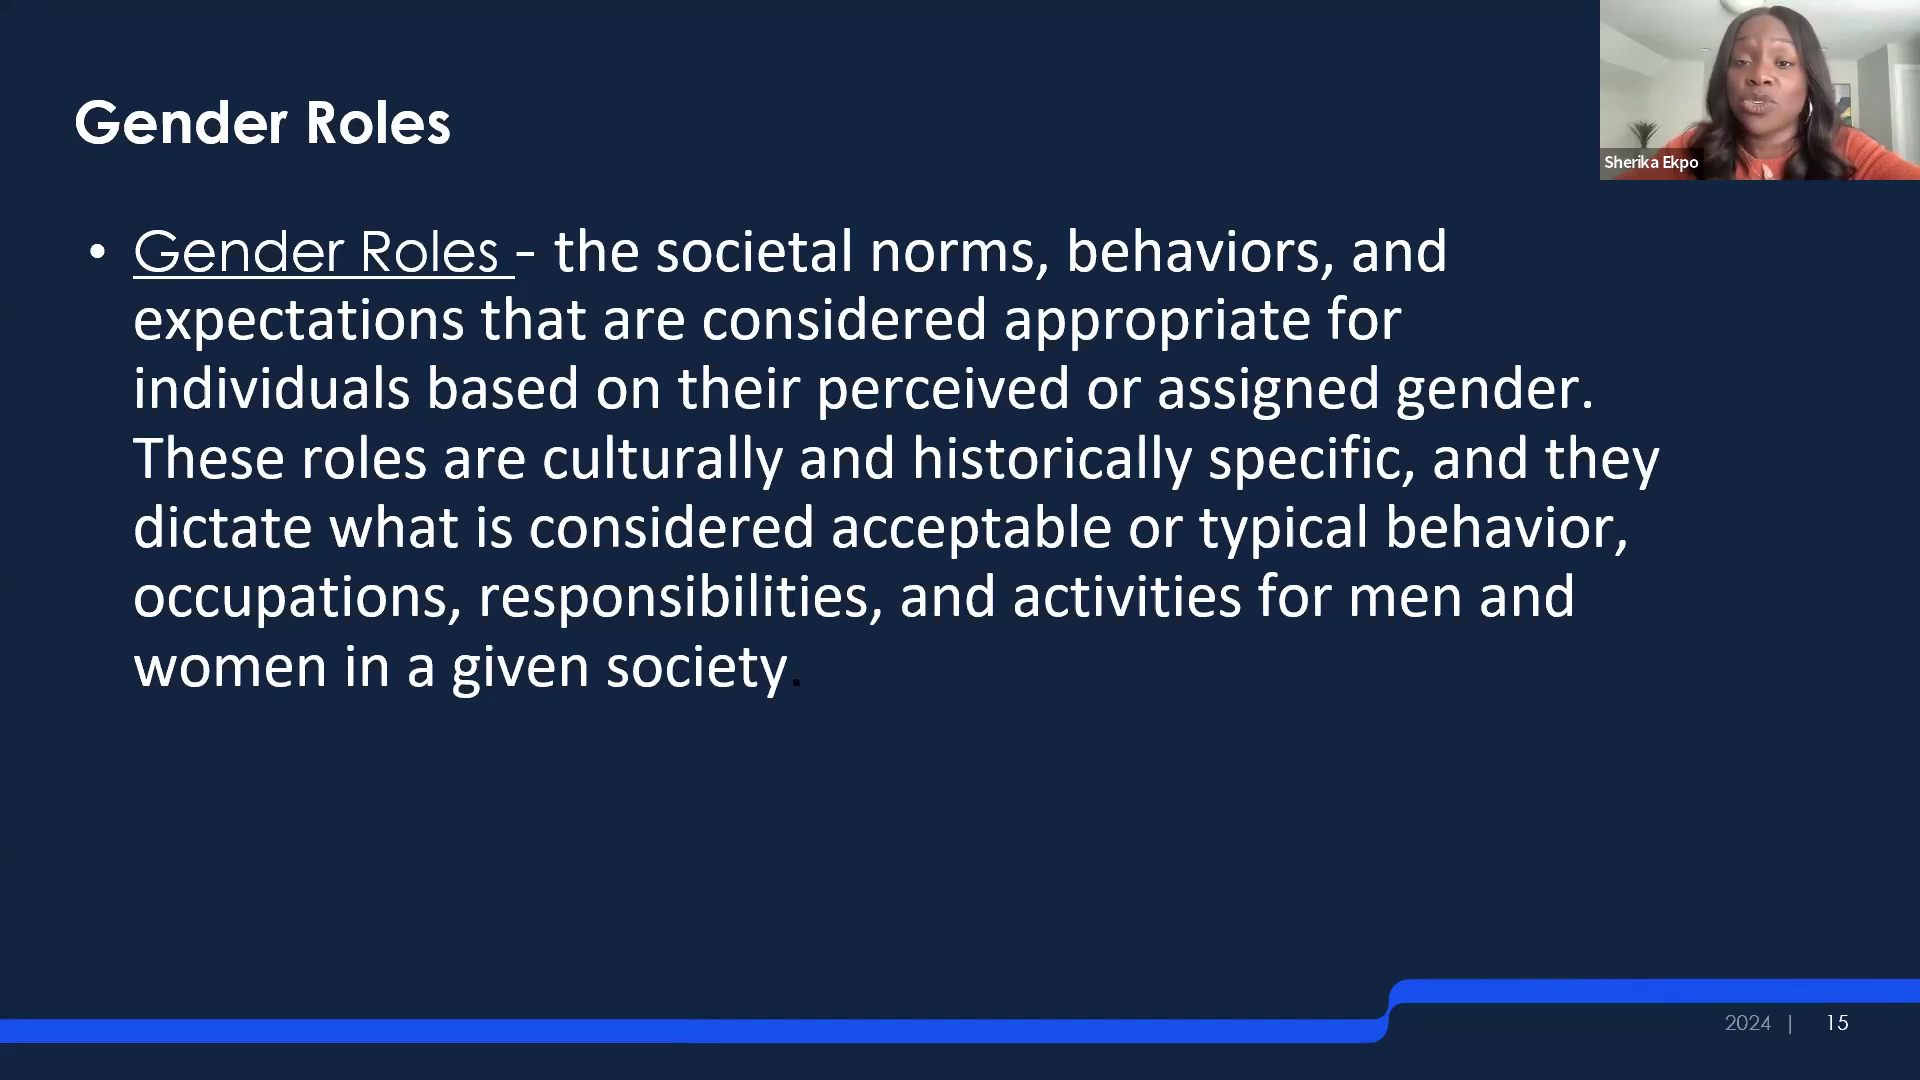 Gender Roles
Sherika Ekpo
• Gender Roles - the societal norms, behaviors, and
expectations that are considered appropriate for
individuals based on their perceived or assigned gender.
These roles are culturally and historically specific, and they
dictate what is considered acceptable or typical behavior,
occupations, responsibilities, and activities for men and
women in a given society.
2024 | 15